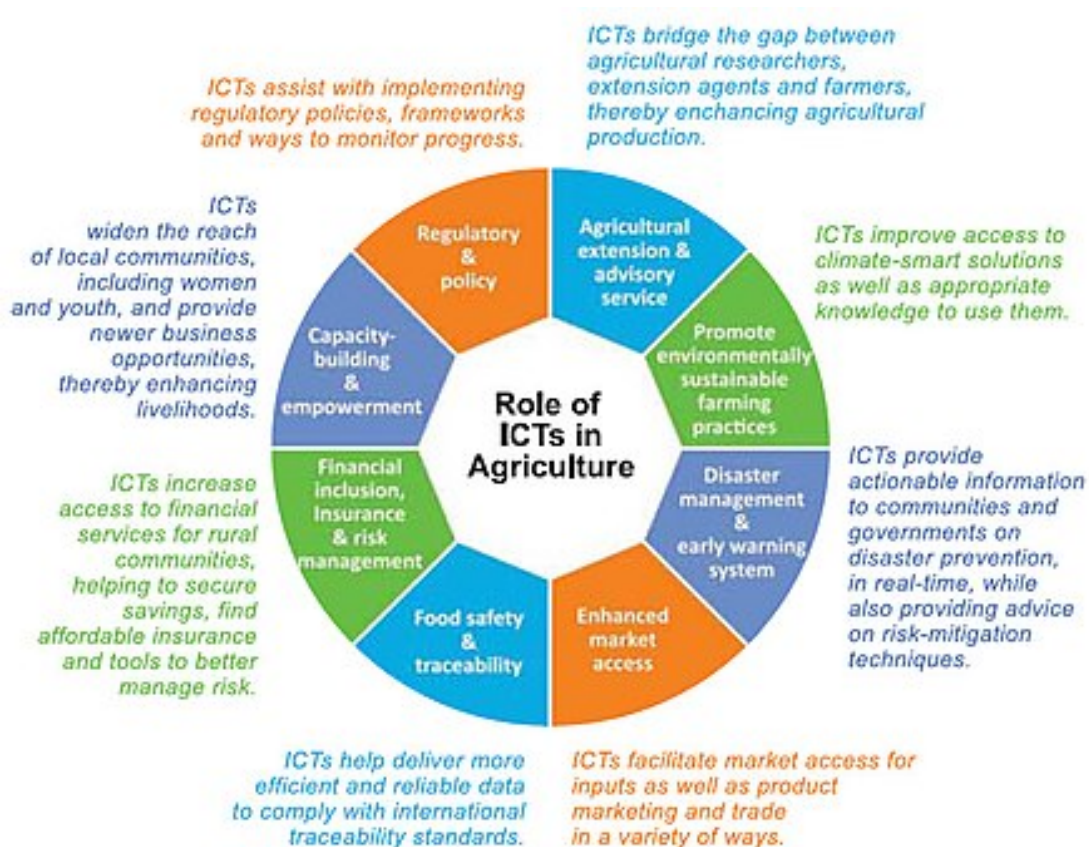 ICTs bridge the gap between
agricultural researchers,
extension agents and farmers,
thereby enchancing agricultural
production.
ICTs assist with implementing
regulatory policies, frameworks
and ways to monitor progress.
ICTs
widen the reach
of local communities,
including women
and youth, and provide
newer business
opportunities,
thereby enhancing
livelihoods.
Regulatory
&
policy
Agricultural
extension &
advisory
service
ICTs improve access to
climate-smart solutions
as well as appropriate
knowledge to use them.
Capacity-
building
&
empowerment
Promote
environmentally
sustainable
farming
practices
Role of
ICTs in
Agriculture
Financial
inclusion,
Insurance
& risk
management
Disaster
management
&
early warning
system
ICTs provide
actionable information
to communities and
governments on
disaster prevention,
in real-time, while
also providing advice
on risk-mitigation
techniques.
ICTs increase
access to financial
services for rural
communities,
helping to secure
savings, find
affordable insurance
and tools to better
manage risk.
Food safety
&
traceability
Enhanced
market
access
ICTs help deliver more
efficient and reliable data
to comply with international
traceability standards.
ICTs facilitate market access for
inputs as well as product
marketing and trade
in a variety of ways.